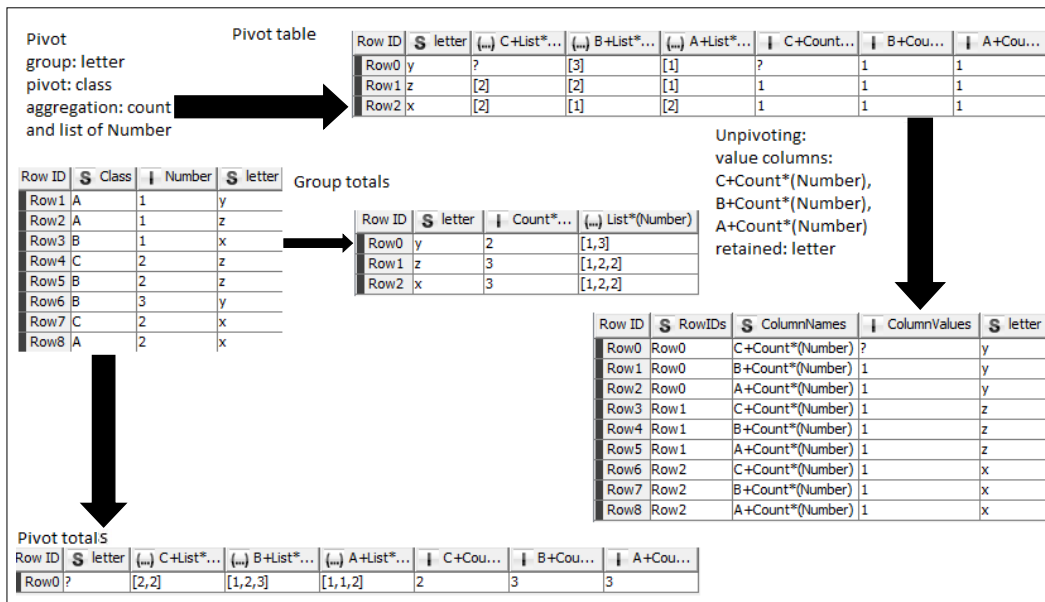 Pivot
group: letter
pivot: class
aggregation: count
and list of Number
Pivot table
Row ID S letter (...) C+List*... (...) B+List*... (...) A+List*... I C+Count... I B+Cou... I A+Cou...
Row0 y ? [3] [1] ? 1 1
Row1 z [2] [2] [1] 1 1 1
Row2 x [2] [1] [2] 1 1 1
Unpivoting:
value columns:
C+Count*(Number),
B+Count*(Number),
A+Count*(Number)
retained: letter
Row ID S Class I Number S letter
Row1 A 1 y
Row2 A 1 z
Row3 B 1 x
Row4 C 2 z
Row5 B 2 z
Row6 B 3 y
Row7 C 2 x
Row8 A 2 x
Group totals
Row ID S letter I Count*... (...) List*(Number)
Row0 y 2 [1,3]
Row1 z 3 [1,2,2]
Row2 x 3 [1,2,2]
Row ID S RowIDs S ColumnNames I ColumnValues S letter
Row0 Row0 C+Count*(Number) ? y
Row1 Row0 B+Count*(Number) 1 y
Row2 Row0 A+Count*(Number) 1 y
Row3 Row1 C+Count*(Number) 1 z
Row4 Row1 B+Count*(Number) 1 z
Row5 Row1 A+Count*(Number) 1 z
Row6 Row2 C+Count*(Number) 1 x
Row7 Row2 B+Count*(Number) 1 x
Row8 Row2 A+Count*(Number) 1 x
Pivot totals
Row ID S letter (...) C+List*... (...) B+List*... (...) A+List*... I C+Cou... I B+Cou... I A+Cou...
Row0 ? [2,2] [1,2,3] [1,1,2] 2 3 3